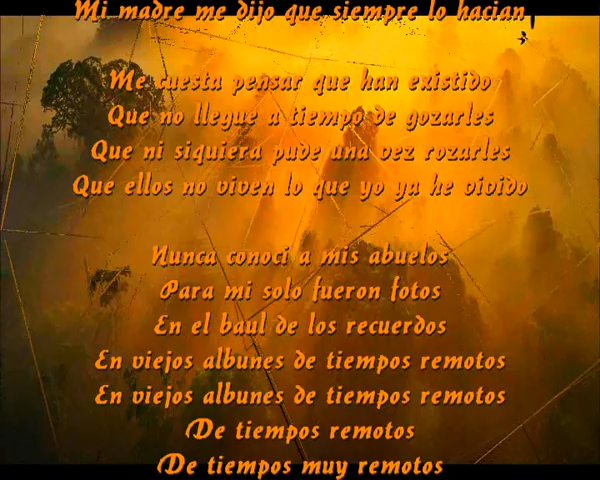 Mi madre me dijo que siempre lo hacian
Me cuesta pensar que han existido
Que no llegue a tiempo de gozarles
Que ni siquiera pude una vez rozarles
Que ellos no viven lo que yo ya he vivido
Nunca conoci a mis abuelos
Para mi solo fueron fotos
En el baul de los recuerdos
En viejos albunes de tiempos remotos
En viejos albunes de tiempos remotos
De tiempos remotos
De tiempos muy remotos